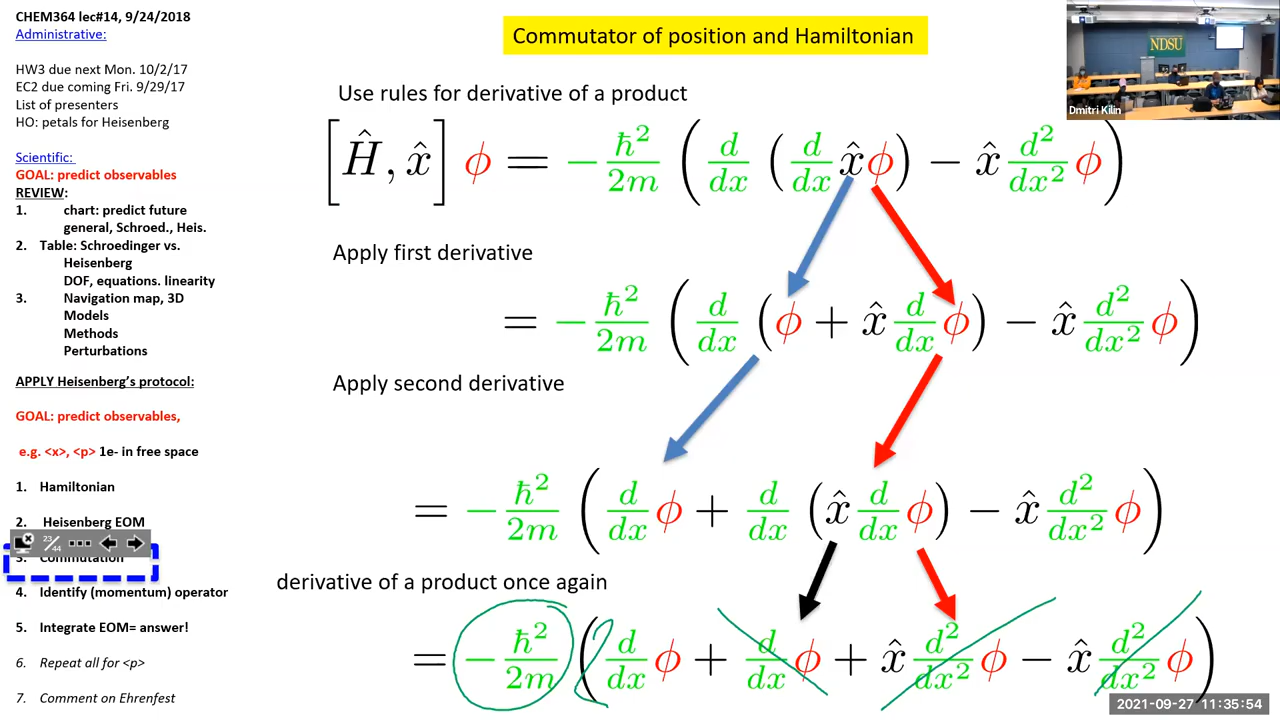 CHEM364 lec#14, 9/24/2018
Administrative:
HW3 due next Mon. 10/2/17
EC2 due coming Fri. 9/29/17
List of presenters
HO: petals for Heisenberg
Scientific:
GOAL: predict observables
REVIEW:
1. chart: predict future
general, Schroed., Heis.
2. Table: Schroedinger vs.
Heisenberg
DOF, equations. linearity
3. Navigation map, 3D
Models
Methods
Perturbations
APPLY Heisenberg's protocol:
GOAL: predict observables,
e.g. <x>, <p> 1e- in free space
1. Hamiltonian
2. Heisenberg EOM
23/44
3. Commutation
4. Identify (momentum) operator
5. Integrate EOM= answer!
6. Repeat all for <p>
7. Comment on Ehrenfest
Commutator of position and Hamiltonian
NDSU
Dmitri Kilin
Use rules for derivative of a product
[Ĥ, x̂] ϕ = − ħ²/2m ( d/dx ( d/dx x̂ϕ ) − x̂ d²/dx² ϕ )
Apply first derivative
= − ħ²/2m ( d/dx ( ϕ + x̂ d/dx ϕ ) − x̂ d²/dx² ϕ )
Apply second derivative
= − ħ²/2m ( d/dx ϕ + d/dx ( x̂ d/dx ϕ ) − x̂ d²/dx² ϕ )
derivative of a product once again
= − ħ²/2m ( 2 d/dx ϕ + d/dx ϕ + x̂ d²/dx² ϕ − x̂ d²/dx² ϕ )
2021-09-27 11:35:54